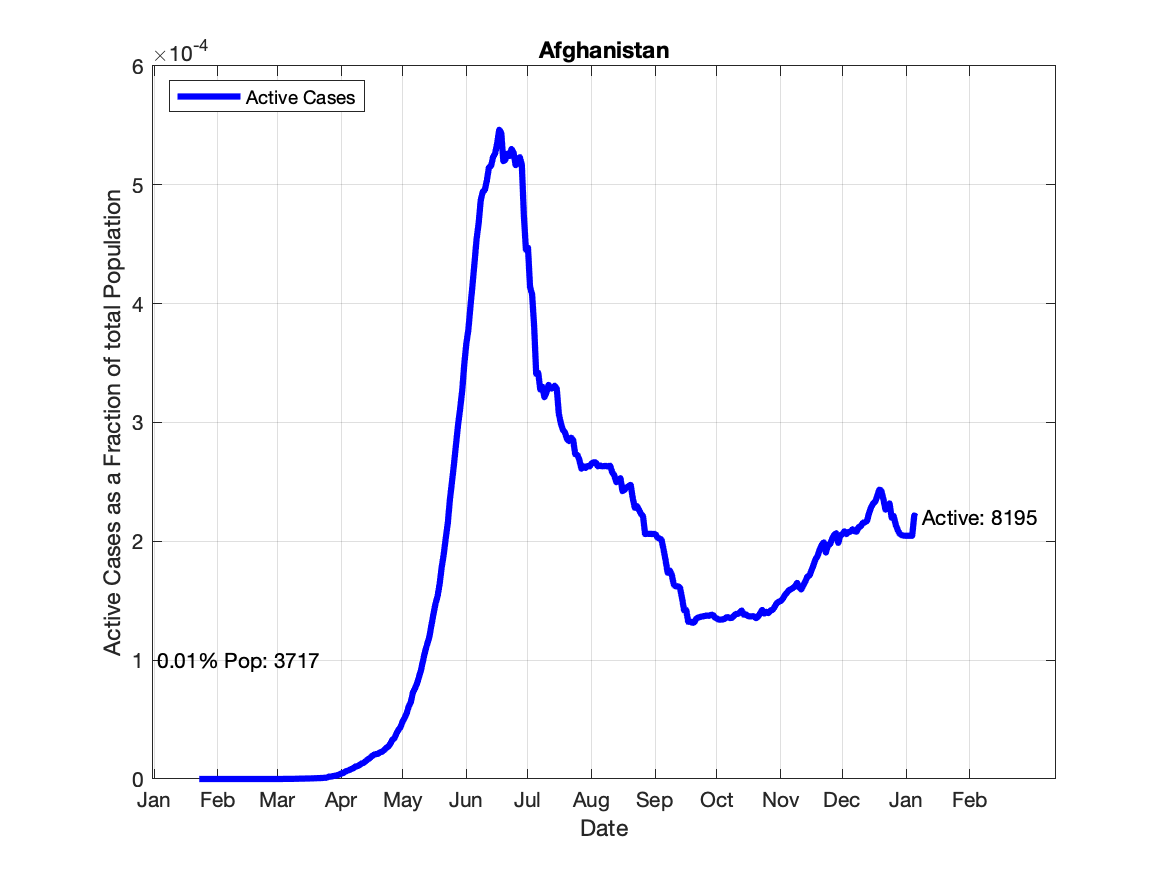 Afghanistan
×10-4
6
5
4
3
2
1
0
Active Cases as a Fraction of total Population
Active Cases
Active: 8195
0.01% Pop: 3717
Jan Feb Mar Apr May Jun Jul Aug Sep Oct Nov Dec Jan Feb
Date